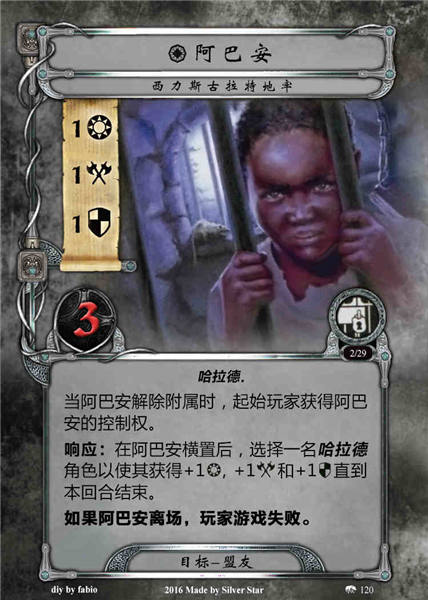 阿巴安
西力斯古拉特地牢
1
1
1
3
2/29
哈拉德.
当阿巴安解除附属时，起始玩家获得阿巴
安的控制权。
响应：在阿巴安横置后，选择一名哈拉德
角色以使其获得+1, +1和+1直到
本回合结束。
如果阿巴安离场，玩家游戏失败。
目标-盟友
diy by fabio 2016 Made by Silver Star 120